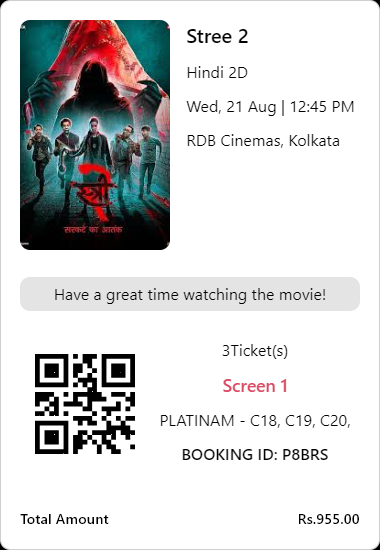 Stree 2
Hindi 2D
Wed, 21 Aug | 12:45 PM
RDB Cinemas, Kolkata
स्त्री
2
सरकटे का आतंक
Have a great time watching the movie!
3Ticket(s)
Screen 1
PLATINAM - C18, C19, C20,
BOOKING ID: P8BRS
Total Amount
Rs.955.00